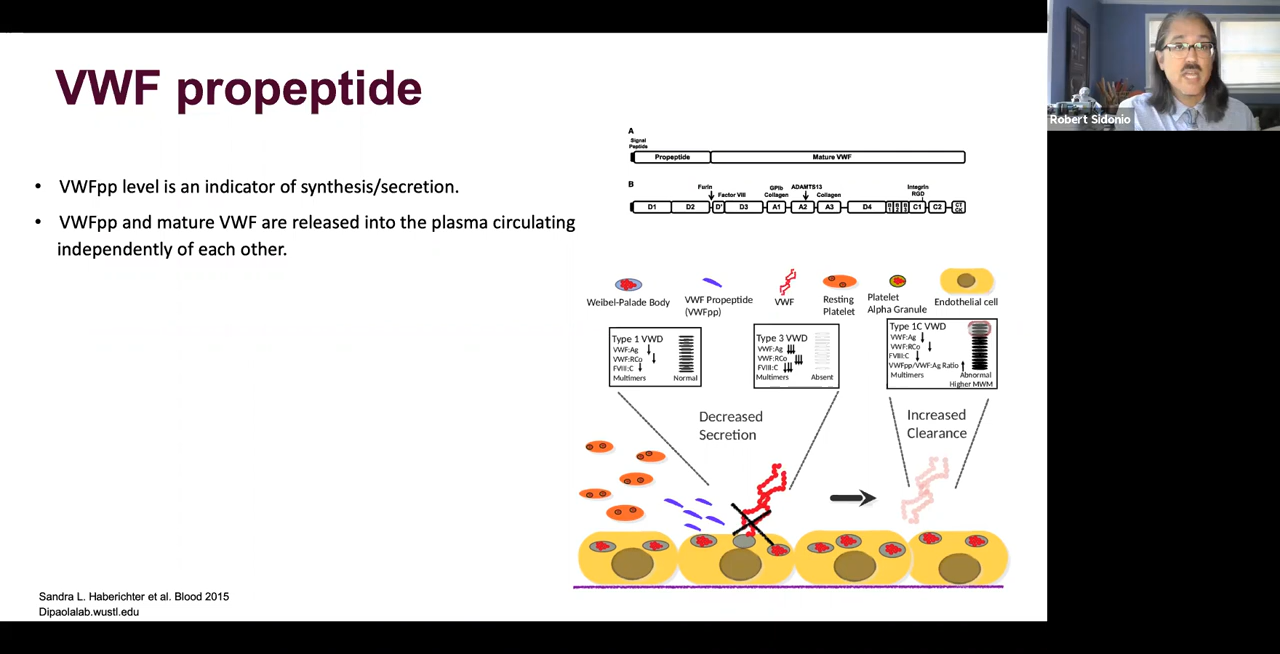 VWF propeptide
Robert Sidonio
• VWFpp level is an indicator of synthesis/secretion.
• VWFpp and mature VWF are released into the plasma circulating
independently of each other.
A
Signal
Peptide
Propeptide
Mature VWF
B
Furin
Factor VIII
GPIb
Collagen
ADAMTS13
Collagen
Integrin
RGD
D1 D2 D' D3 A1 A2 A3 D4 C1 C2 CT
CK
Weibel-Palade Body
VWF Propeptide
(VWFpp)
VWF
Resting
Platelet
Platelet
Alpha Granule
Endothelial cell
Type 1 VWD
VWF:Ag
VWF:RCo
FVIII:C
Multimers Normal
Type 3 VWD
VWF:Ag
VWF:RCo
FVIII:C
Multimers Absent
Type 1C VWD
VWF:Ag
VWF:RCo
FVIII:C
VWFpp/VWF:Ag Ratio
Multimers Abnormal
Higher MWM
Decreased
Secretion
Increased
Clearance
Sandra L. Haberichter et al. Blood 2015
Dipaolalab.wustl.edu